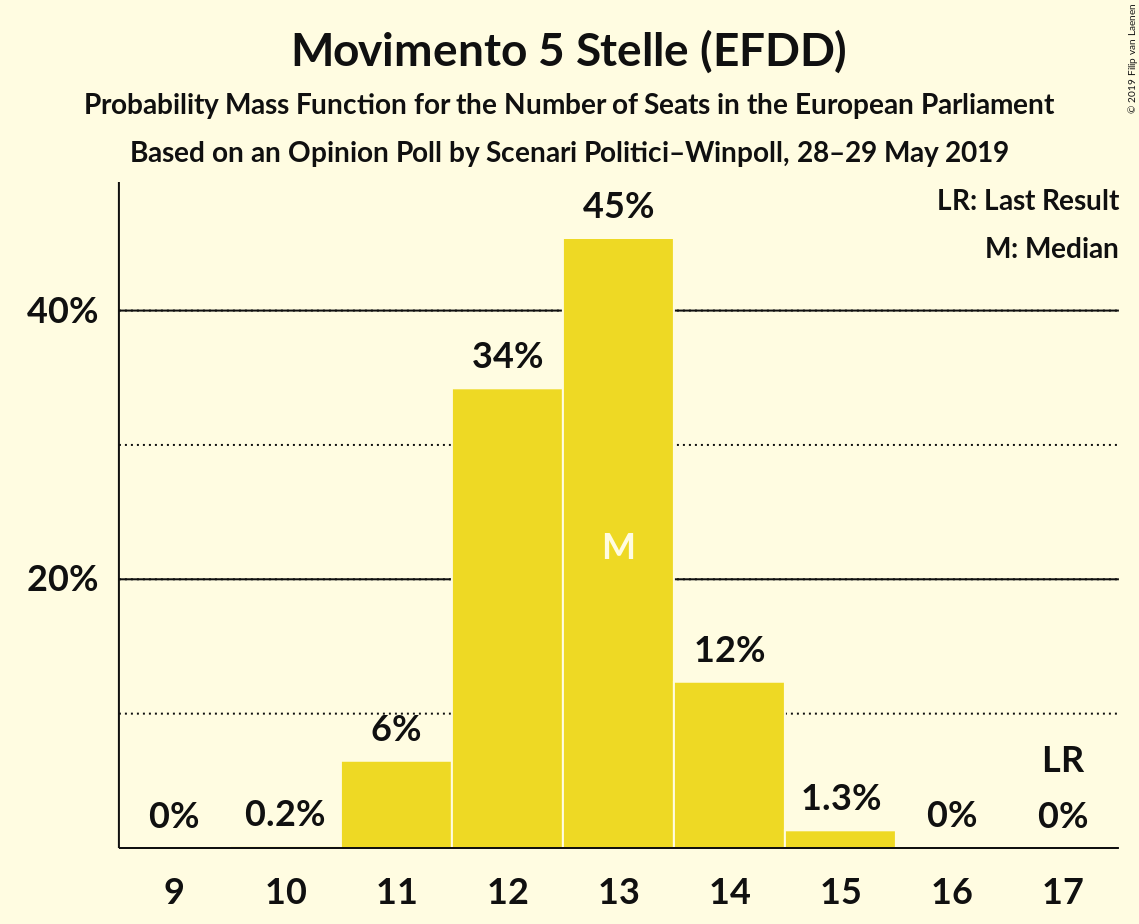 Movimento 5 Stelle (EFDD)
Probability Mass Function for the Number of Seats in the European Parliament
Based on an Opinion Poll by Scenari Politici–Winpoll, 28–29 May 2019
© 2019 Filip van Laenen
LR: Last Result
M: Median
45%
40%
34%
M
20%
12%
6%
LR
1.3%
0%
0.2%
0%
0%
9
10
11
12
13
14
15
16
17